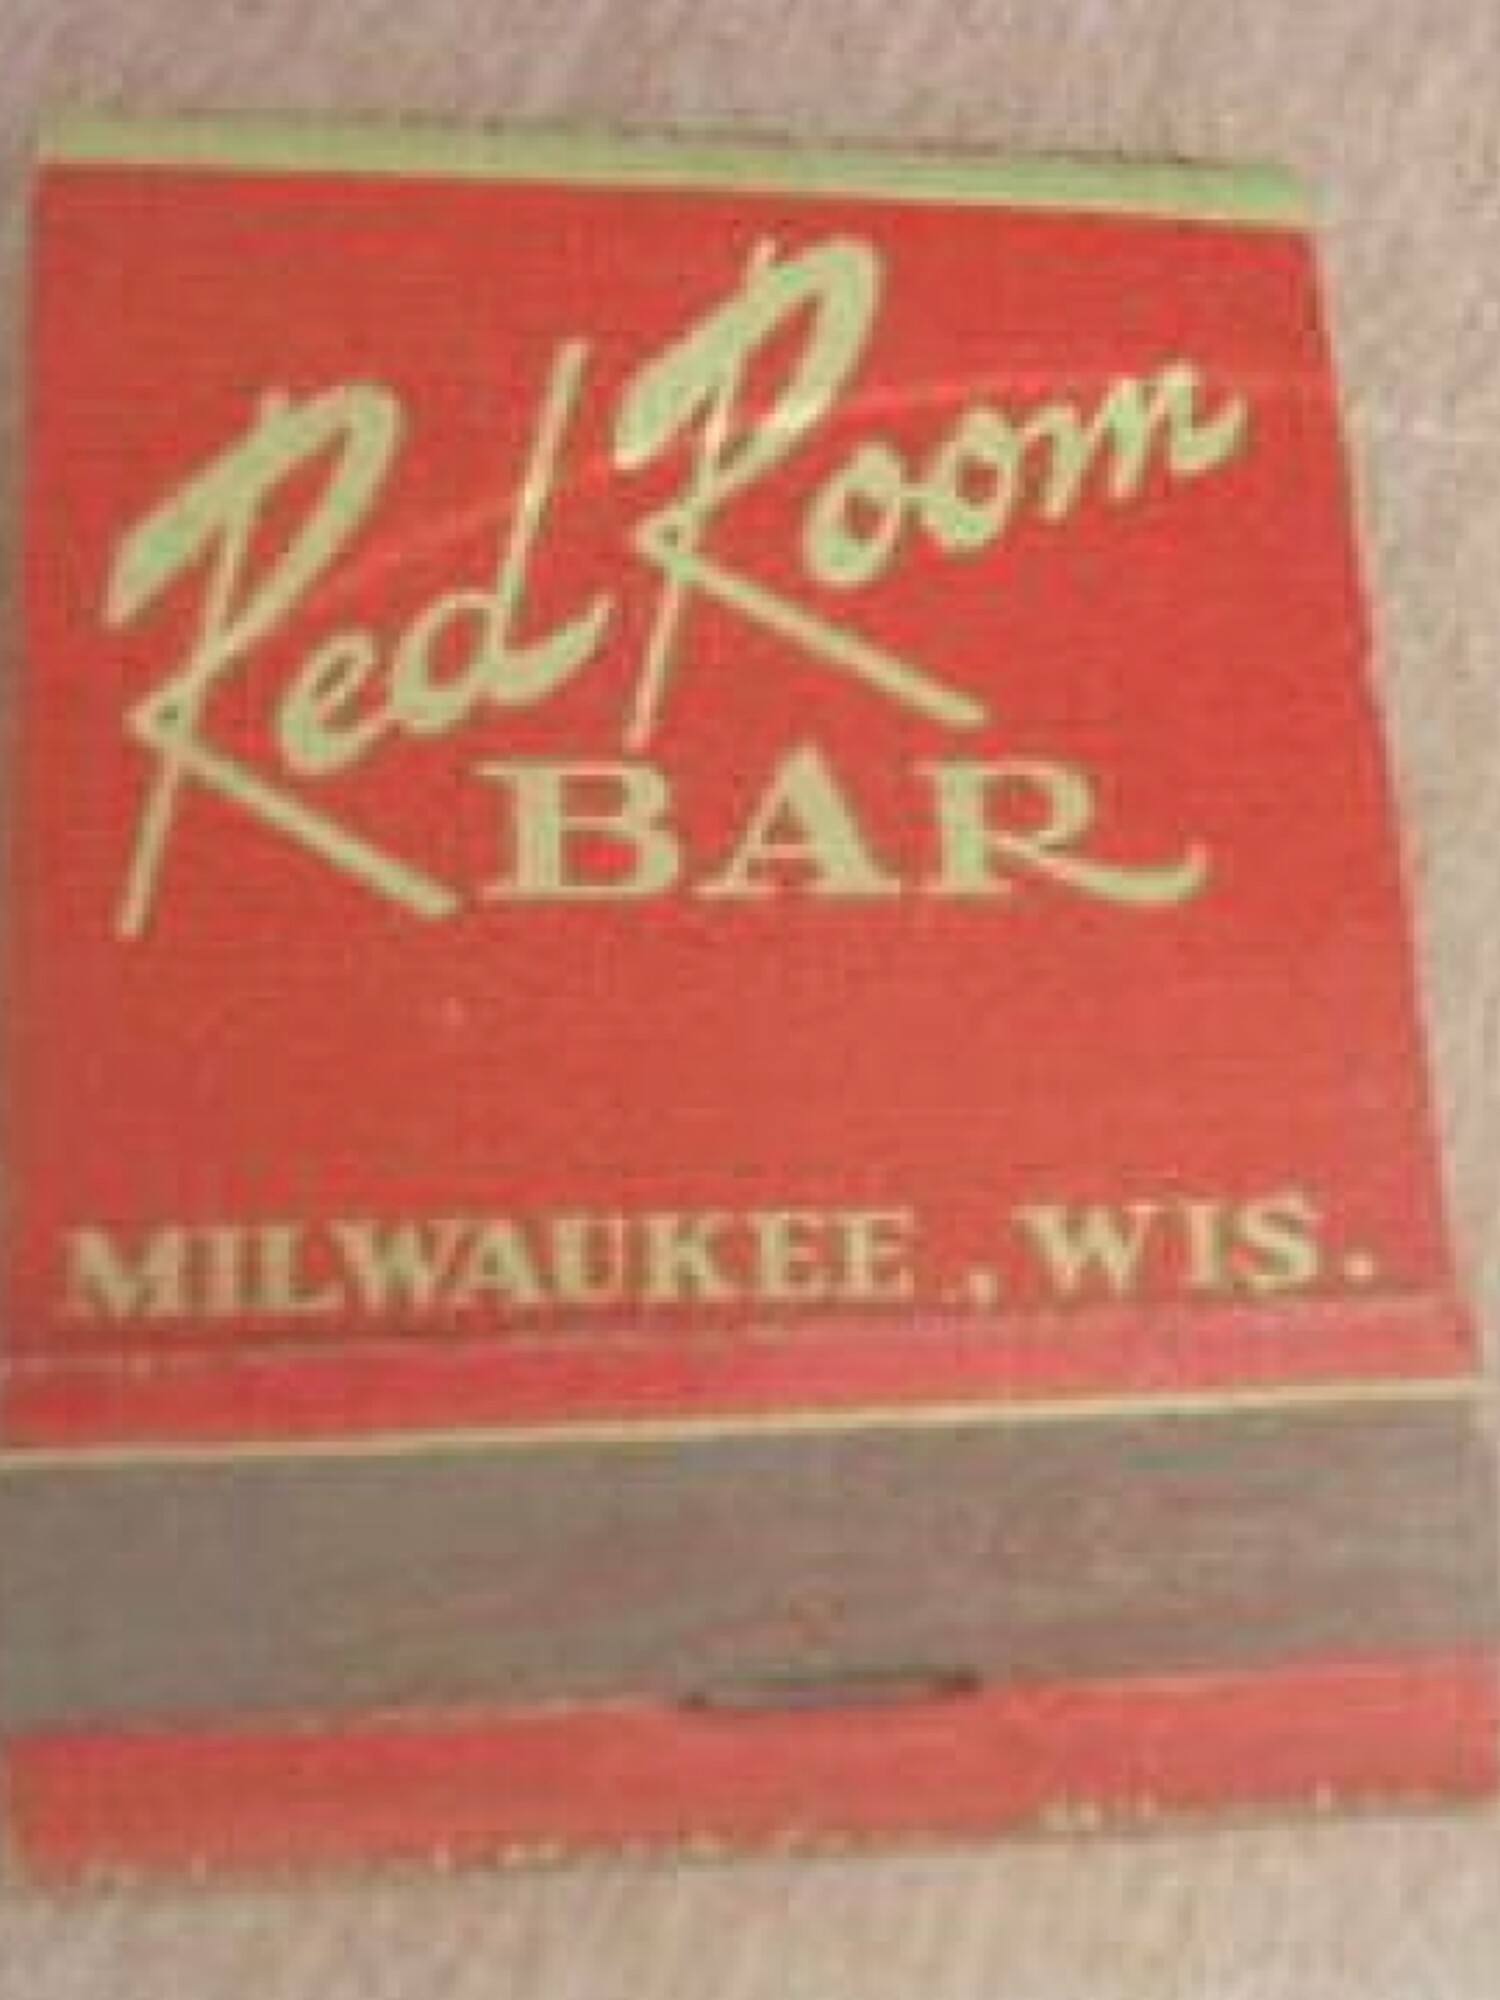 Red Room
BAR
MILWAUKEE, WIS.